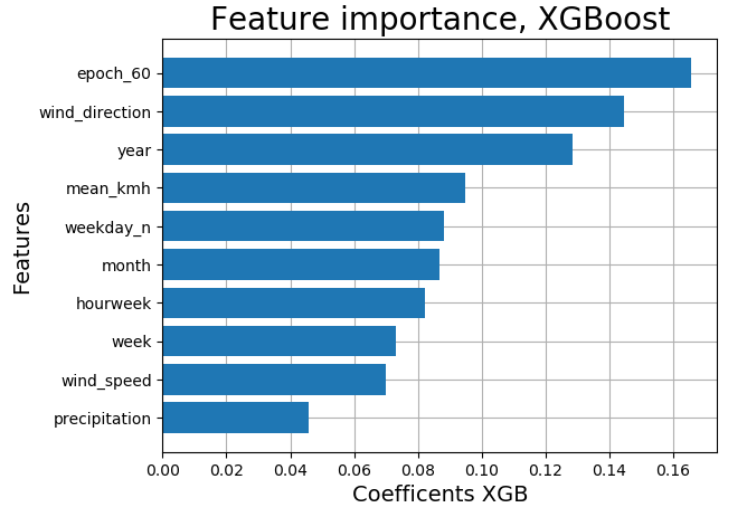 Feature importance, XGBoost
Features
epoch_60
wind_direction
year
mean_kmh
weekday_n
month
hourweek
week
wind_speed
precipitation
0.00 0.02 0.04 0.06 0.08 0.10 0.12 0.14 0.16
Coefficents XGB